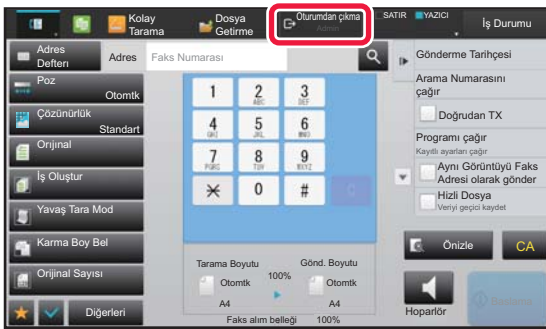 Kolay
Tarama
Dosya
Getirme
Oturumdan çıkma
Admin
SATIR
YAZICI
İş Durumu
Adres
Defterı
Adres
Faks Numarası
Poz
Otomtk
Çözünürlük
Standart
Orıjınal
İş Oluştur
Yavaş Tara Mod
Karma Boy Bel
Orijinal Sayısı
Diğerleri
1
2
ABC
3
DEF
4
GHI
5
JKL
6
MNO
7
PQRS
8
TUV
9
WXYZ
0
#
C
Tarama Boyutu
Gönd. Boyutu
100%
Otomtk
Otomtk
A4
A4
Faks alım belleği
100%
Gönderme Tarihçesi
Arama Numarasını
çağır
Doğrudan TX
Programı çağır
Kayıtlı ayarları çağır
Aynı Görüntüyü Faks
Adresi olarak gönder
Hizli Dosya
Veriyi geçici kaydet
Önizle
CA
Hoparlör
Başlatma